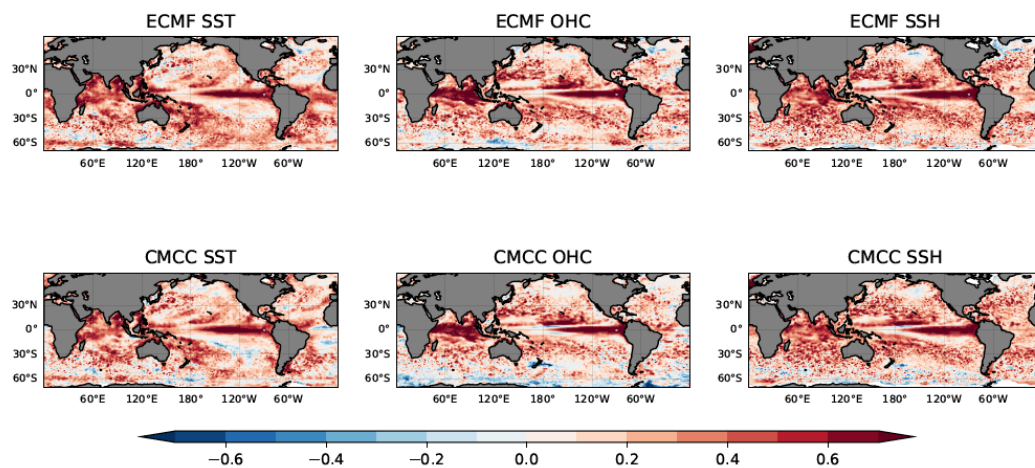 ECMF SST ECMF OHC ECMF SSH
30°N 30°N 30°N
0° 0° 0°
30°S 30°S 30°S
60°S 60°S 60°S
60°E 120°E 180° 120°W 60°W 60°E 120°E 180° 120°W 60°W 60°E 120°E 180° 120°W 60°W
CMCC SST CMCC OHC CMCC SSH
30°N 30°N 30°N
0° 0° 0°
30°S 30°S 30°S
60°S 60°S 60°S
60°E 120°E 180° 120°W 60°W 60°E 120°E 180° 120°W 60°W 60°E 120°E 180° 120°W 60°W
−0.6 −0.4 −0.2 0.0 0.2 0.4 0.6